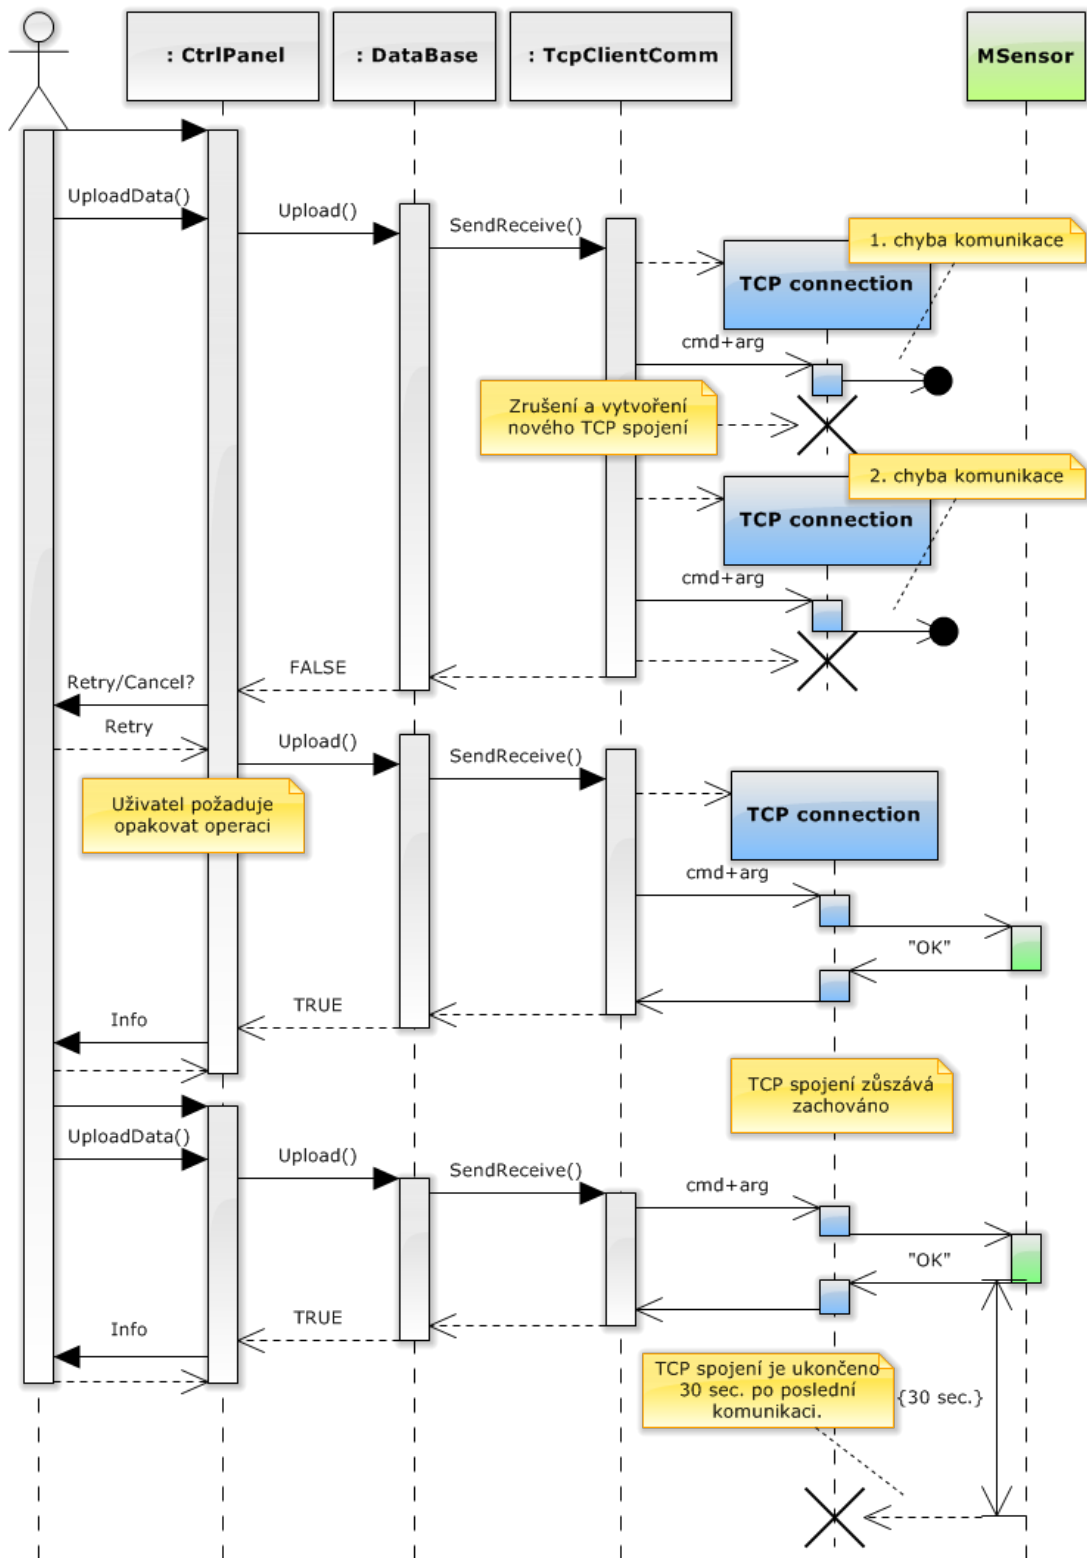 : CtrlPanel
: DataBase
: TcpClientComm
MSensor
UploadData()
Upload()
SendReceive()
1. chyba komunikace
TCP connection
cmd+arg
Zrušení a vytvoření
nového TCP spojení
2. chyba komunikace
TCP connection
cmd+arg
FALSE
Retry/Cancel?
Retry
Upload()
SendReceive()
Uživatel požaduje
opakovat operaci
TCP connection
cmd+arg
"OK"
TRUE
Info
TCP spojení zůszává
zachováno
UploadData()
Upload()
SendReceive()
cmd+arg
"OK"
TRUE
Info
TCP spojení je ukončeno
30 sec. po poslední
komunikaci.
{30 sec.}